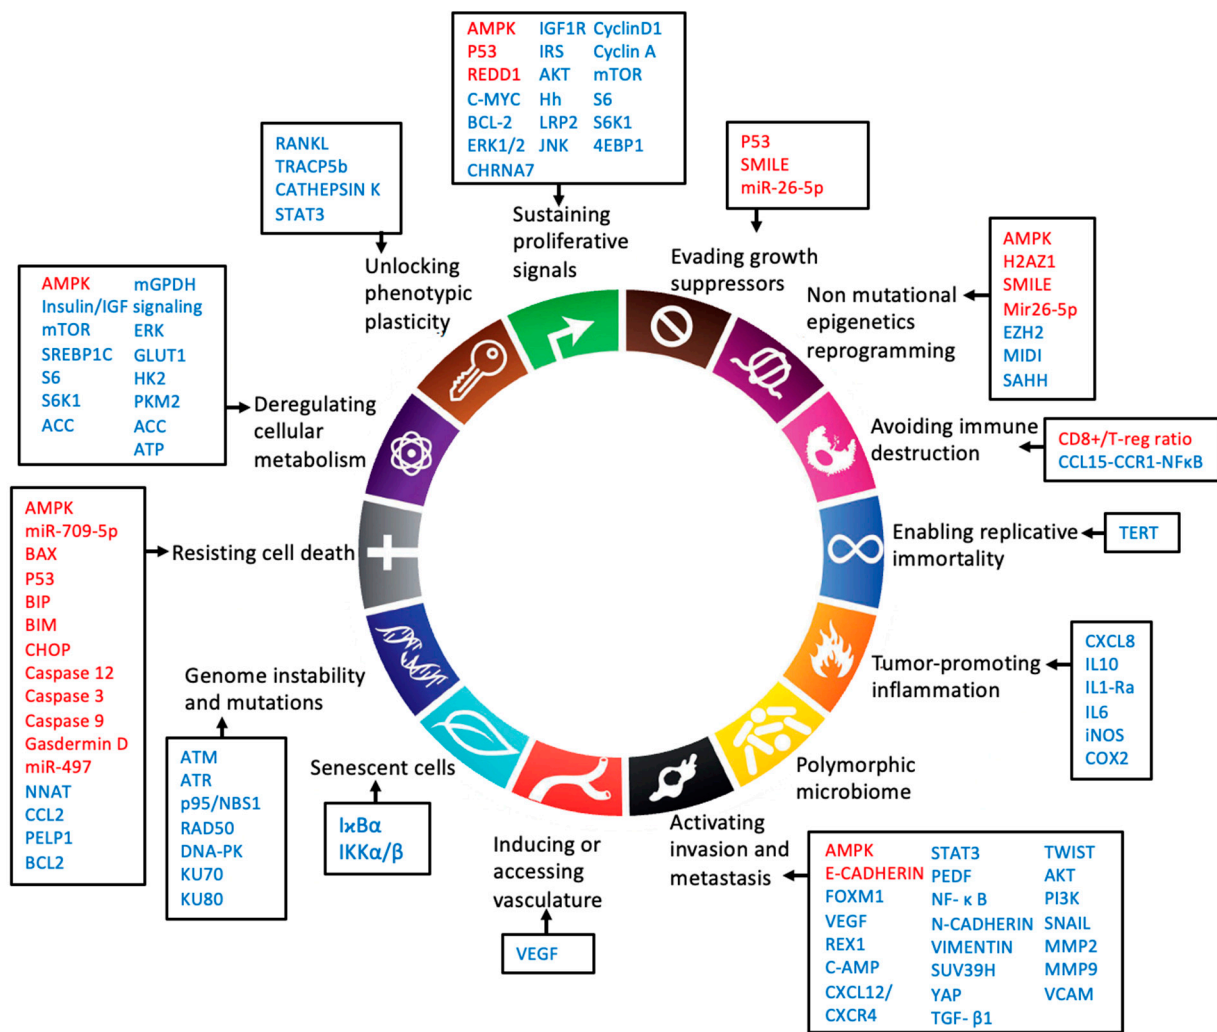 AMPK IGF1R CyclinD1
P53 IRS Cyclin A
REDD1 AKT mTOR
C-MYC Hh S6
BCL-2 LRP2 S6K1
ERK1/2 JNK 4EBP1
CHRNA7
Sustaining
proliferative
signals
RANKL
TRACP5b
CATHEPSIN K
STAT3
Unlocking
phenotypic
plasticity
P53
SMILE
miR-26-5p
Evading growth
suppressors
AMPK
H2AZ1
SMILE
Mir26-5p
EZH2
MIDI
SAHH
Non mutational
epigenetics
reprogramming
AMPK mGPDH
Insulin/IGF signaling
mTOR ERK
SREBP1C GLUT1
S6 HK2
S6K1 PKM2
ACC ACC
ATP
Deregulating
cellular
metabolism
Avoiding immune
destruction
CD8+/T-reg ratio
CCL15-CCR1-NFκB
AMPK
miR-709-5p
BAX
P53
BIP
BIM
CHOP
Caspase 12
Caspase 3
Caspase 9
Gasdermin D
miR-497
NNAT
CCL2
PELP1
BCL2
Resisting cell death
Enabling replicative
immortality
TERT
Genome instability
and mutations
ATM
ATR
p95/NBS1
RAD50
DNA-PK
KU70
KU80
Tumor-promoting
inflammation
CXCL8
IL10
IL1-Ra
IL6
iNOS
COX2
Senescent cells
IκBα
IKKα/β
Polymorphic
microbiome
Inducing or
accessing
vasculature
VEGF
Activating
invasion and
metastasis
AMPK STAT3 TWIST
E-CADHERIN PEDF AKT
FOXM1 NF- κ B PI3K
VEGF N-CADHERIN SNAIL
REX1 VIMENTIN MMP2
C-AMP SUV39H MMP9
CXCL12/ YAP VCAM
CXCR4 TGF- β1